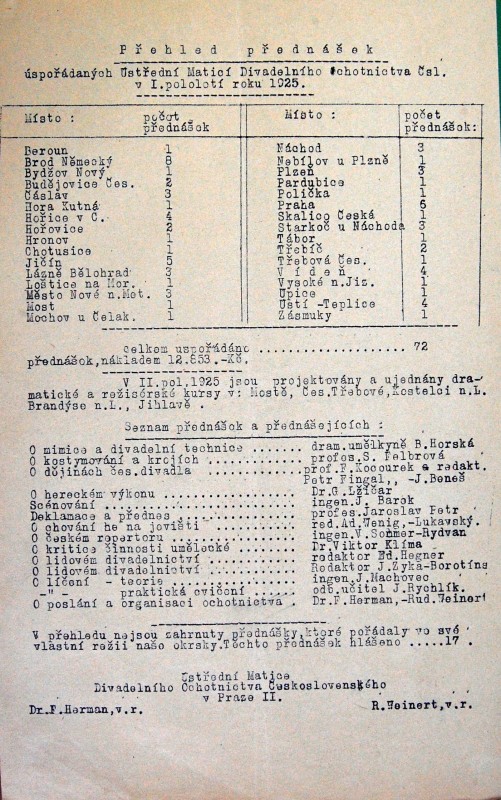 Přehled přednášek
úspořádaných Ústřední Maticí Divadelního Ochotnictva Čsl.
v I.pololetí roku 1925.
Místo : počet přednášek
Beroun 1
Brod Německý 8
Bydžov Nový 1
Budějovice Čes. 2
Čáslav 3
Hora Kutná 1
Hořice v Č. 4
Hořovice 2
Hronov 1
Chotusice 1
Jičín 5
Lázně Bělohrad 3
Loštice na Mor. 1
Město Nové n.Met. 3
Most 1
Mochov u Čelak. 1
Místo : počet přednášek:
Náchod 3
Nebílov u Plzně 1
Plzeň 3
Pardubice 1
Polička 1
Praha 6
Skalice Česká 1
Starkoč u Náchoda 3
Tábor 1
Třebíč 2
Třebová Čes. 1
Vídeň 4
Vysoké n.Jiz. 1
Úpice 1
Ústí -Teplice 4
Zásmuky 1
Celkem uspořádáno .................. 72
přednášek,nákladem 12.853.-Kč.
V II.pol.1925 jsou projektovány a ujednány dra-
matické a režisérské kursy v: Mostě, Čes.Třebové,Kostelci n.L.
Brandýse n.L., Jihlavě .
Seznam přednášek a přednášejících :
O mimice a divadelní technice ....... dram.umělkyně B.Horská
O kostymování a krojích ........... profes.S. Felbrová
O dějinách čes.divadla ........... prof.F.Kocourek a redakt.
Petr Fingal,, -J.Beneš
O hereckém výkonu ............. Dr.G.Lžičar
Scénování ............. ingen.J. Barek
Deklamace a přednes ............ profes.Jaroslav Petr
O chování he na jevišti ......... red.Ad.Wenig,-Lukavský.
O českém repertoru ............. ingen.V.Sommer-Rydvan
O kritice činnosti umělecké ........ Dr.Viktor Klíma
O lidovém divadelnictví .......... redaktor Ed.Hegner
O lidovém divadelnictví .......... Redaktor J.Zyka-Borotíns
O líčení - teorie ............. ingen.J.Machovec
-"- praktická cvičení ...... odb.učitel J.Rychlík.
O poslání a organisaci ochotnictva . Dr.F.Herman,-Rud.Weinert
V přehledu nejsou zahrnuty přednášky,které pořádaly ve své
vlastní režii naše okrsky.Těchto přednášek hlášeno .....17 .
Ústřední Matice
Divadelního Ochotnictva Československého
v Praze II.
Dr.F.Herman,v.r. R.Weinert,v.r.